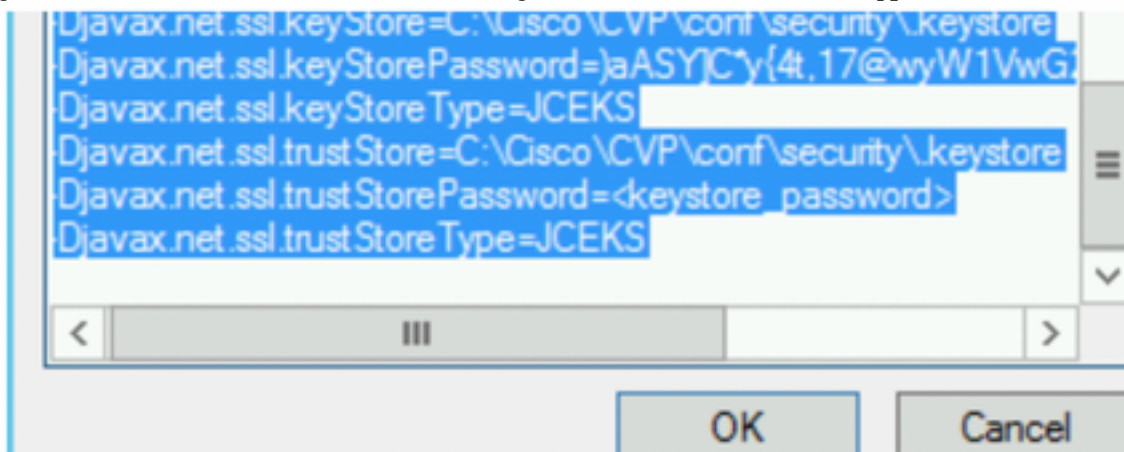 -Djavax.net.ssl.keyStore=C:\Cisco\CVP\conf\security\.keystore
-Djavax.net.ssl.keyStorePassword=)aASY]C*y{4t,17@wyW1VwGZ
-Djavax.net.ssl.keyStoreType=JCEKS
-Djavax.net.ssl.trustStore=C:\Cisco\CVP\conf\security\.keystore
-Djavax.net.ssl.trustStorePassword=<keystore_password>
-Djavax.net.ssl.trustStoreType=JCEKS
OK Cancel